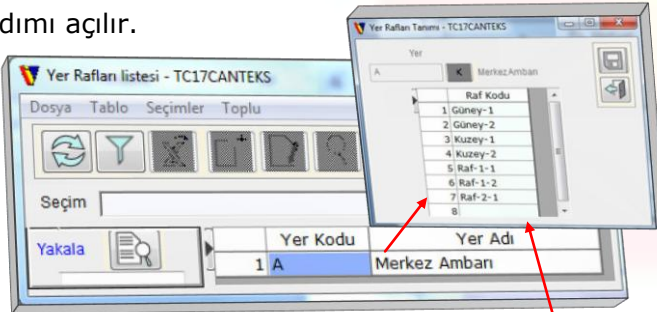 dımı açılır.
Yer Rafları Tanımı - TC17CANTEKS
Yer
A < Merkez Ambarı
Raf Kodu
1 Güney-1
2 Güney-2
3 Kuzey-1
4 Kuzey-2
5 Raf-1-1
6 Raf-1-2
7 Raf-2-1
8
Yer Rafları listesi - TC17CANTEKS
Dosya Tablo Seçimler Toplu
Seçim
Yakala
Yer Kodu Yer Adı
1 A Merkez Ambarı